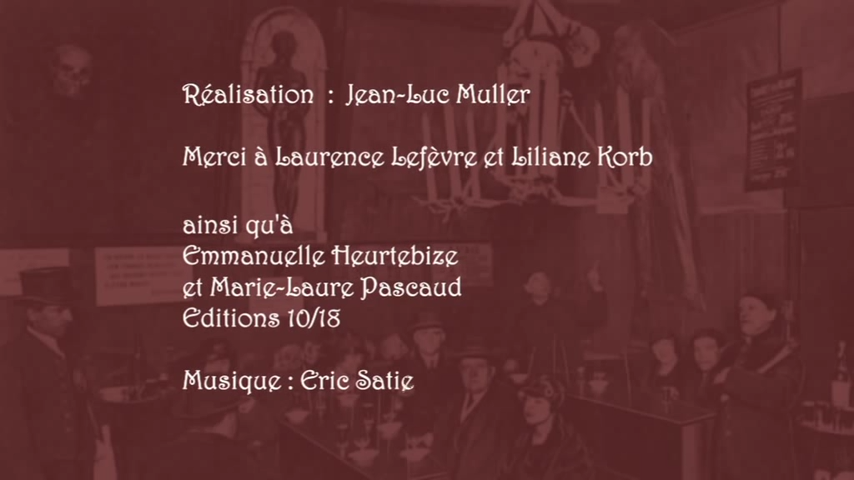 Réalisation : Jean-Luc Muller
Merci à Laurence Lefèvre et Liliane Korb
ainsi qu'à
Emmanuelle Heurtebize
et Marie-Laure Pascaud
Editions 10/18
Musique : Eric Satie